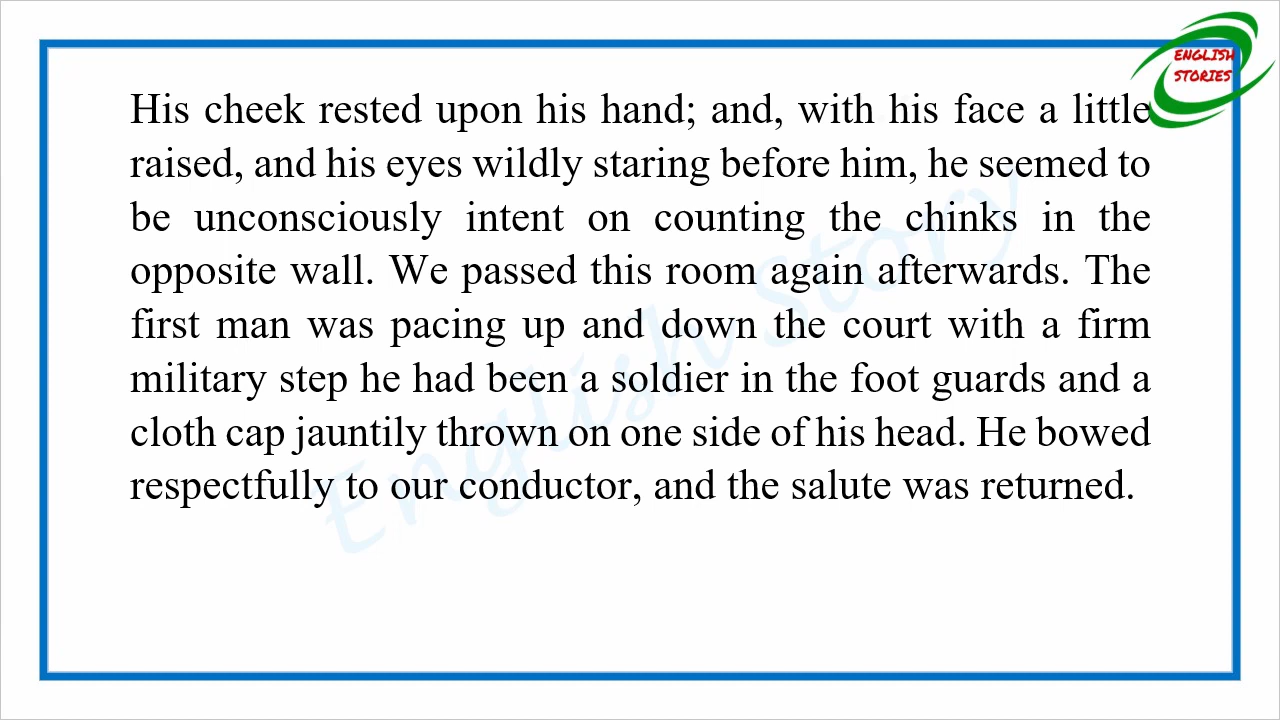 ENGLISH
STORIES
His cheek rested upon his hand; and, with his face a little
raised, and his eyes wildly staring before him, he seemed to
be unconsciously intent on counting the chinks in the
opposite wall. We passed this room again afterwards. The
first man was pacing up and down the court with a firm
military step he had been a soldier in the foot guards and a
cloth cap jauntily thrown on one side of his head. He bowed
respectfully to our conductor, and the salute was returned.
English Story